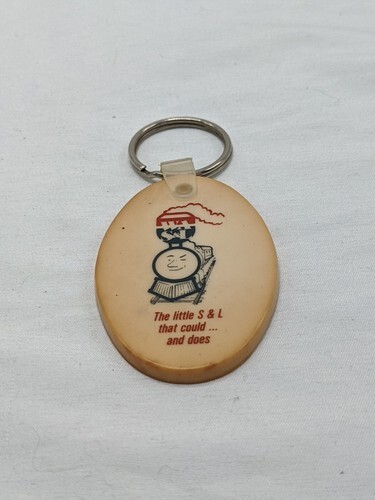 The little S & L
that could ...
and does